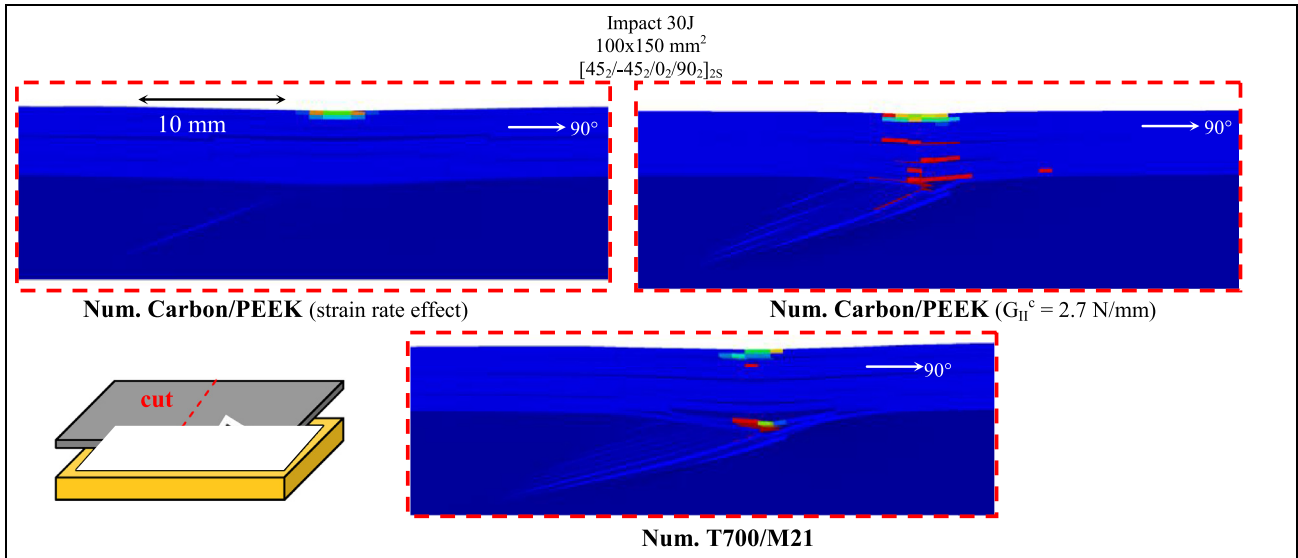 Impact 30J
100x150 mm²
[45₂/-45₂/0₂/90₂]₂S
10 mm
90°
90°
Num. Carbon/PEEK (strain rate effect)
Num. Carbon/PEEK (G_II^c = 2.7 N/mm)
90°
cut
Num. T700/M21